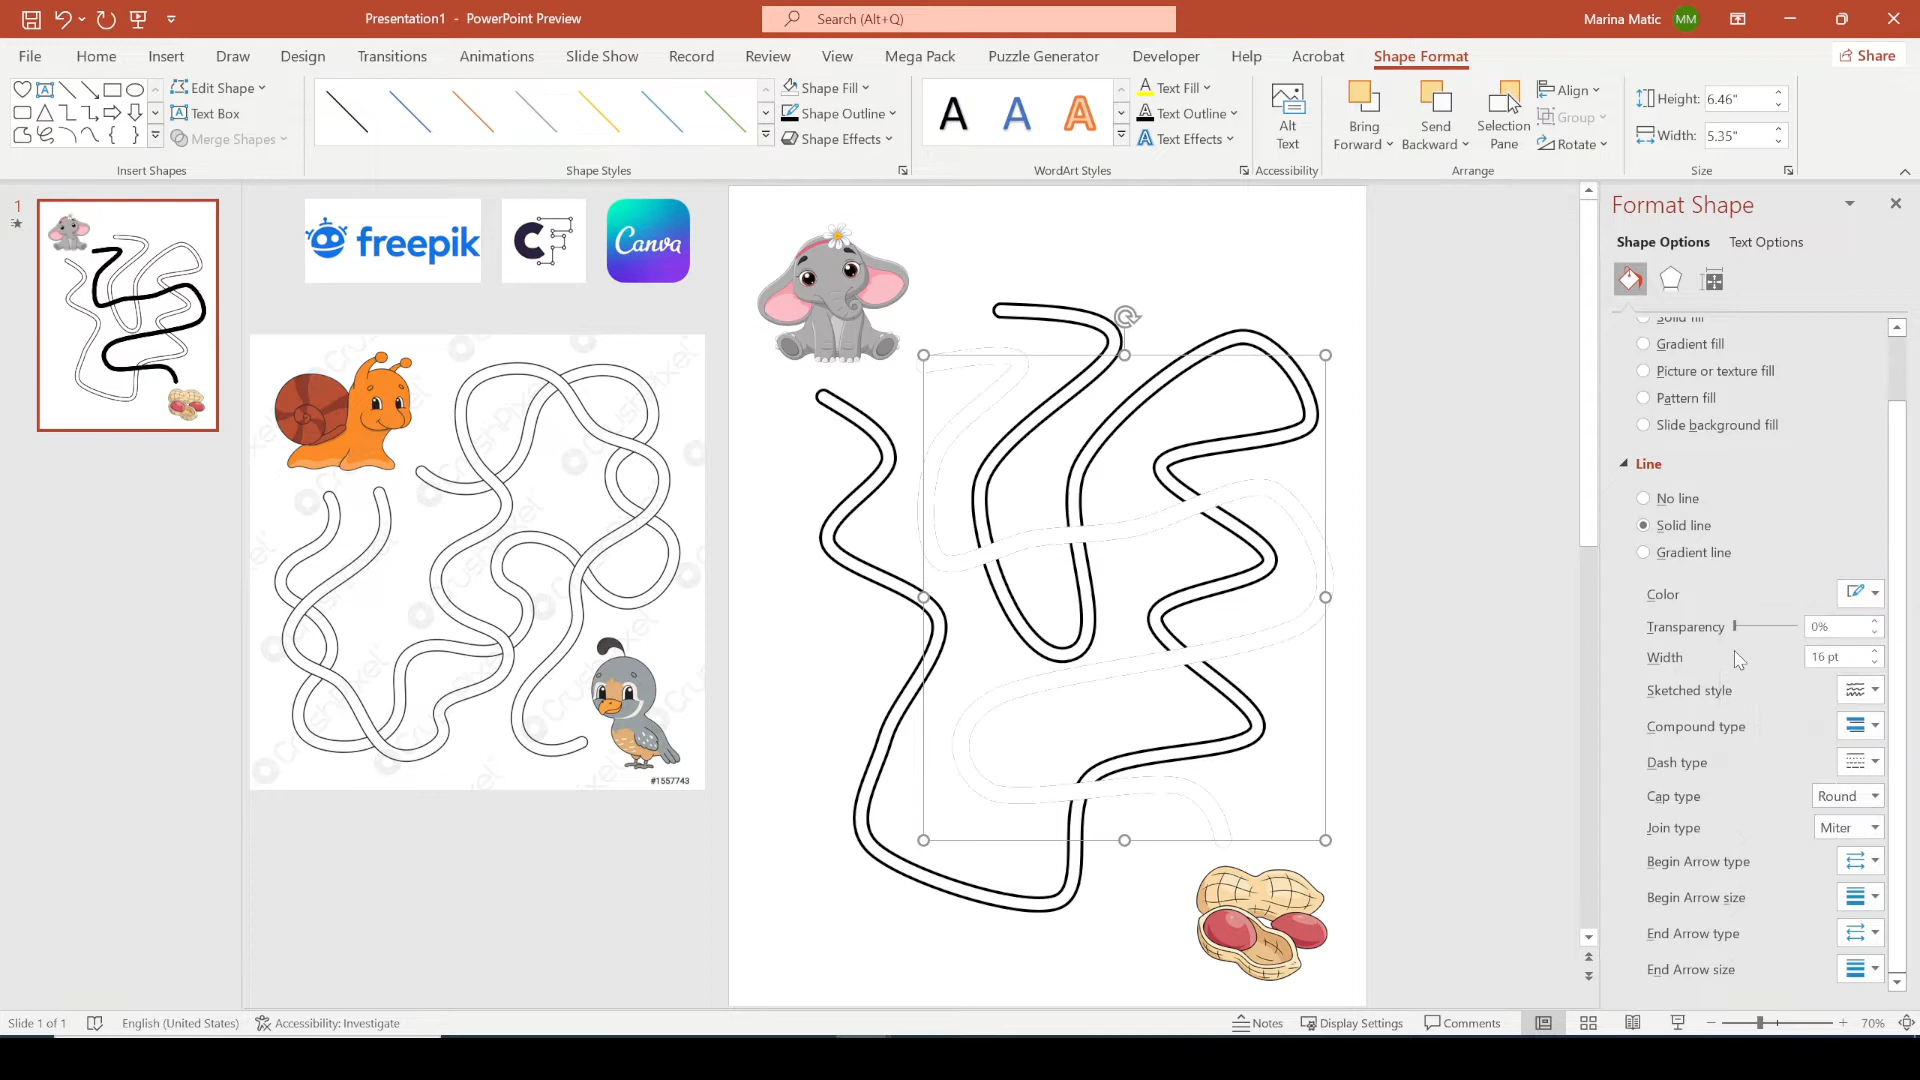 Presentation1 - PowerPoint Preview
Search (Alt+Q)
Marina Matic
MM
File Home Insert Draw Design Transitions Animations Slide Show Record Review View Mega Pack Puzzle Generator Developer Help Acrobat Shape Format
Share
Edit Shape
Text Box
Merge Shapes
Insert Shapes
Shape Fill
Shape Outline
Shape Effects
Shape Styles
A A A
Text Fill
Text Outline
Text Effects
WordArt Styles
Alt
Text
Accessibility
Bring
Forward
Send
Backward
Selection
Pane
Align
Group
Rotate
Arrange
Height: 6.46"
Width: 5.35"
Size
1
freepik
Canva
#1557743
Format Shape
Shape Options Text Options
Solid fill
Gradient fill
Picture or texture fill
Pattern fill
Slide background fill
Line
No line
Solid line
Gradient line
Color
Transparency 0%
Width 16 pt
Sketched style
Compound type
Dash type
Cap type Round
Join type Miter
Begin Arrow type
Begin Arrow size
End Arrow type
End Arrow size
Slide 1 of 1 English (United States) Accessibility: Investigate Notes Display Settings Comments 70%